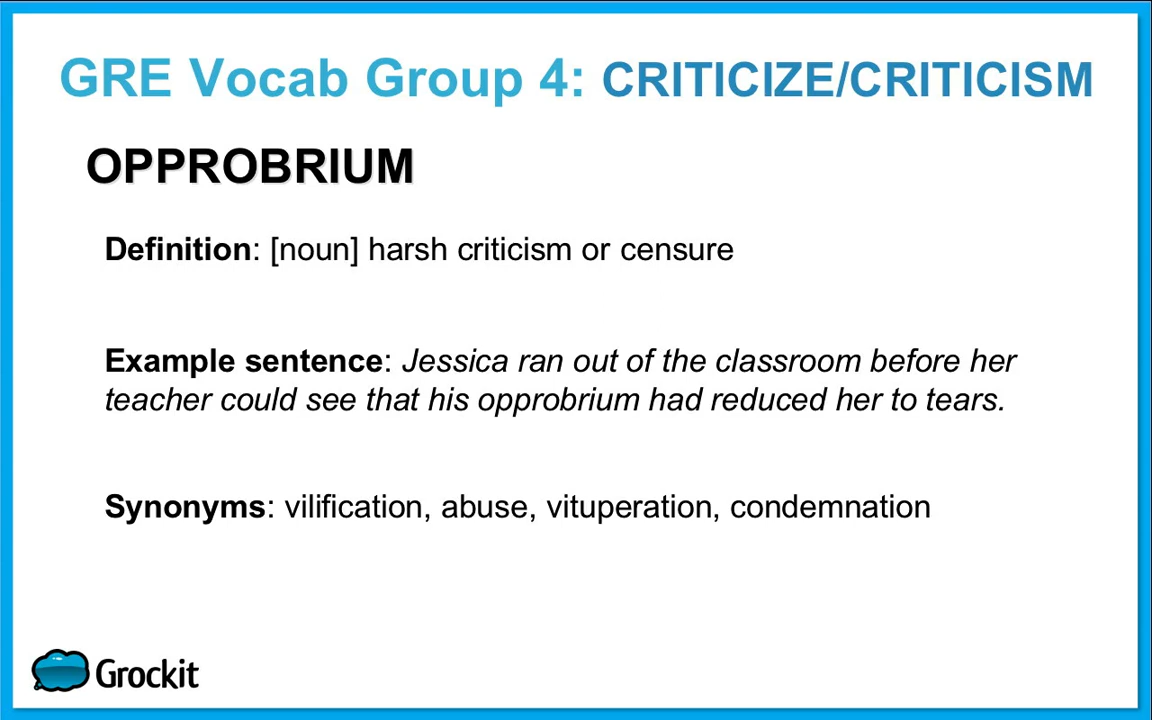 GRE Vocab Group 4: CRITICIZE/CRITICISM
OPPROBRIUM
Definition: [noun] harsh criticism or censure
Example sentence: Jessica ran out of the classroom before her
teacher could see that his opprobrium had reduced her to tears.
Synonyms: vilification, abuse, vituperation, condemnation
Grockit